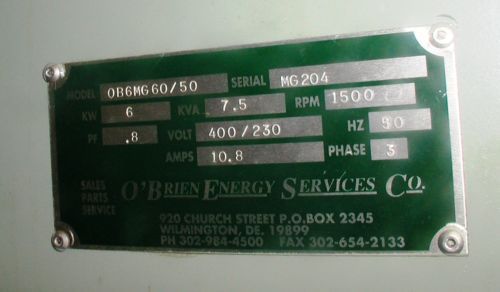 MODEL OB6MG60/50 SERIAL MG204
KW 6 KVA 7.5 RPM 1500
PF .8 VOLT 400/230 HZ 50
AMPS 10.8 PHASE 3
SALES PARTS SERVICE
O'BRIEN ENERGY SERVICES CO.
920 CHURCH STREET P.O.BOX 2345
WILMINGTON, DE. 19899
PH 302-984-4500 FAX 302-654-2133